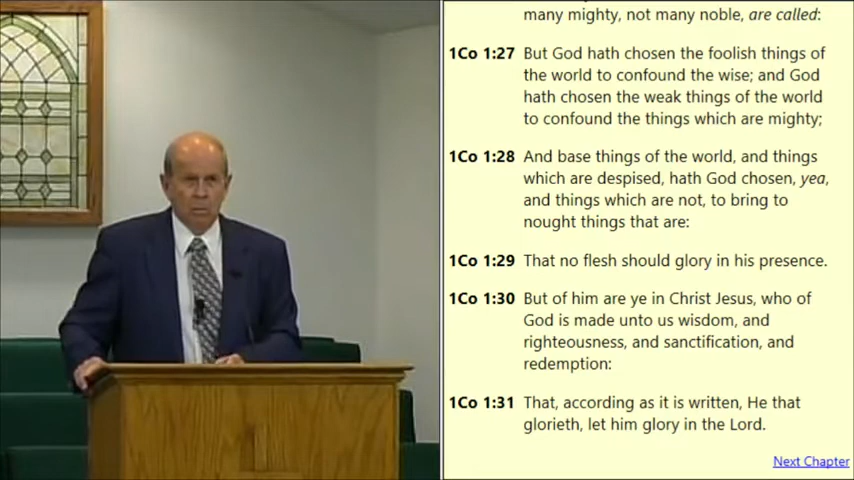 many mighty, not many noble, are called:
1Co 1:27 But God hath chosen the foolish things of
the world to confound the wise; and God
hath chosen the weak things of the world
to confound the things which are mighty;
1Co 1:28 And base things of the world, and things
which are despised, hath God chosen, yea,
and things which are not, to bring to
nought things that are:
1Co 1:29 That no flesh should glory in his presence.
1Co 1:30 But of him are ye in Christ Jesus, who of
God is made unto us wisdom, and
righteousness, and sanctification, and
redemption:
1Co 1:31 That, according as it is written, He that
glorieth, let him glory in the Lord.
Next Chapter